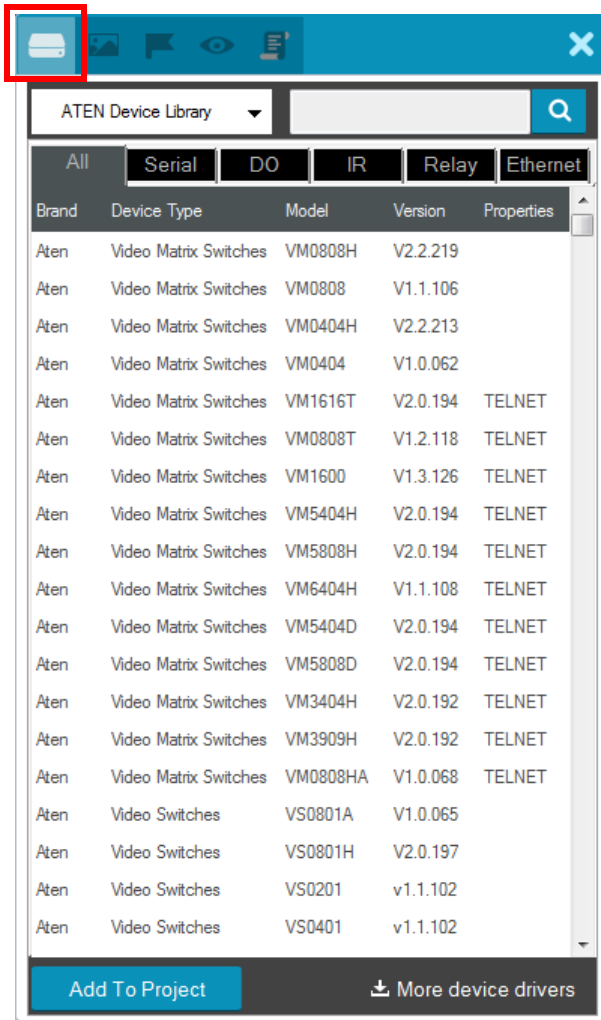 ATEN Device Library
All Serial DO IR Relay Ethernet
Brand Device Type Model Version Properties
Aten Video Matrix Switches VM0808H V2.2.219
Aten Video Matrix Switches VM0808 V1.1.106
Aten Video Matrix Switches VM0404H V2.2.213
Aten Video Matrix Switches VM0404 V1.0.062
Aten Video Matrix Switches VM1616T V2.0.194 TELNET
Aten Video Matrix Switches VM0808T V1.2.118 TELNET
Aten Video Matrix Switches VM1600 V1.3.126 TELNET
Aten Video Matrix Switches VM5404H V2.0.194 TELNET
Aten Video Matrix Switches VM5808H V2.0.194 TELNET
Aten Video Matrix Switches VM6404H V1.1.108 TELNET
Aten Video Matrix Switches VM5404D V2.0.194 TELNET
Aten Video Matrix Switches VM5808D V2.0.194 TELNET
Aten Video Matrix Switches VM3404H V2.0.192 TELNET
Aten Video Matrix Switches VM3909H V2.0.192 TELNET
Aten Video Matrix Switches VM0808HA V1.0.068 TELNET
Aten Video Switches VS0801A V1.0.065
Aten Video Switches VS0801H V2.0.197
Aten Video Switches VS0201 v1.1.102
Aten Video Switches VS0401 v1.1.102
Add To Project More device drivers